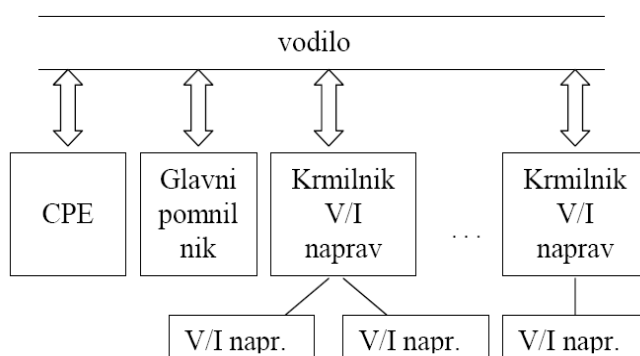 vodilo
CPE
Glavni
pomnil
nik
Krmilnik
V/I
naprav
. . .
Krmilnik
V/I
naprav
V/I napr.
V/I napr.
V/I napr.